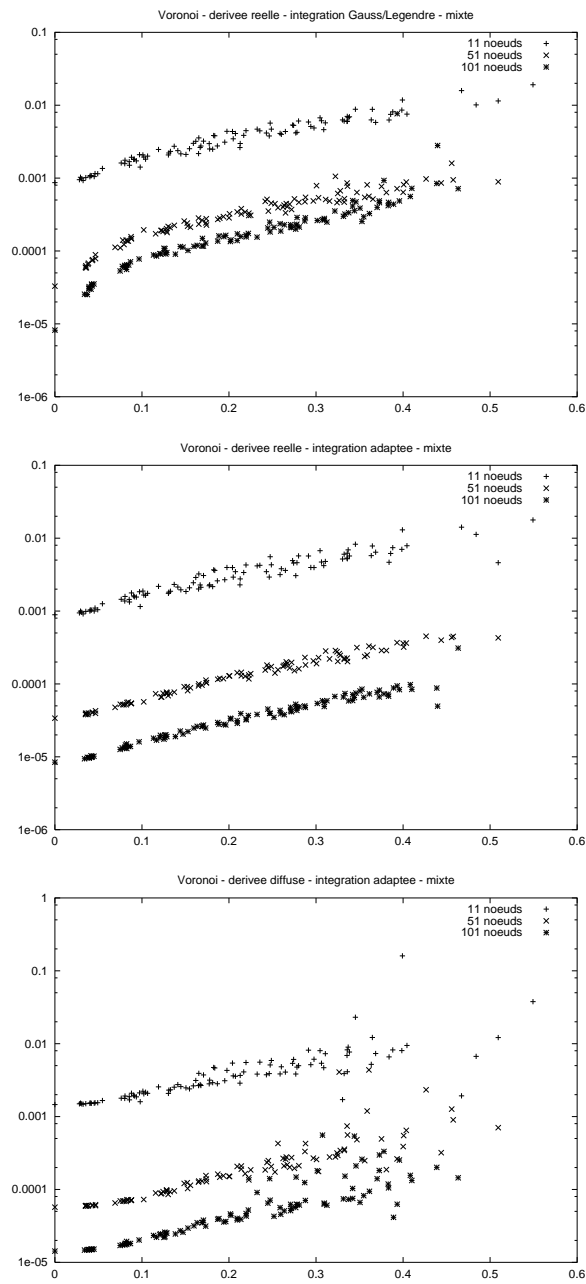 Voronoi - derivee reelle - integration Gauss/Legendre - mixte
0.1
11 noeuds
51 noeuds
101 noeuds
0.01
0.001
0.0001
1e-05
1e-06
0 0.1 0.2 0.3 0.4 0.5 0.6
Voronoi - derivee reelle - integration adaptee - mixte
0.1
11 noeuds
51 noeuds
101 noeuds
0.01
0.001
0.0001
1e-05
1e-06
0 0.1 0.2 0.3 0.4 0.5 0.6
Voronoi - derivee diffuse - integration adaptee - mixte
1
11 noeuds
51 noeuds
101 noeuds
0.1
0.01
0.001
0.0001
1e-05
0 0.1 0.2 0.3 0.4 0.5 0.6